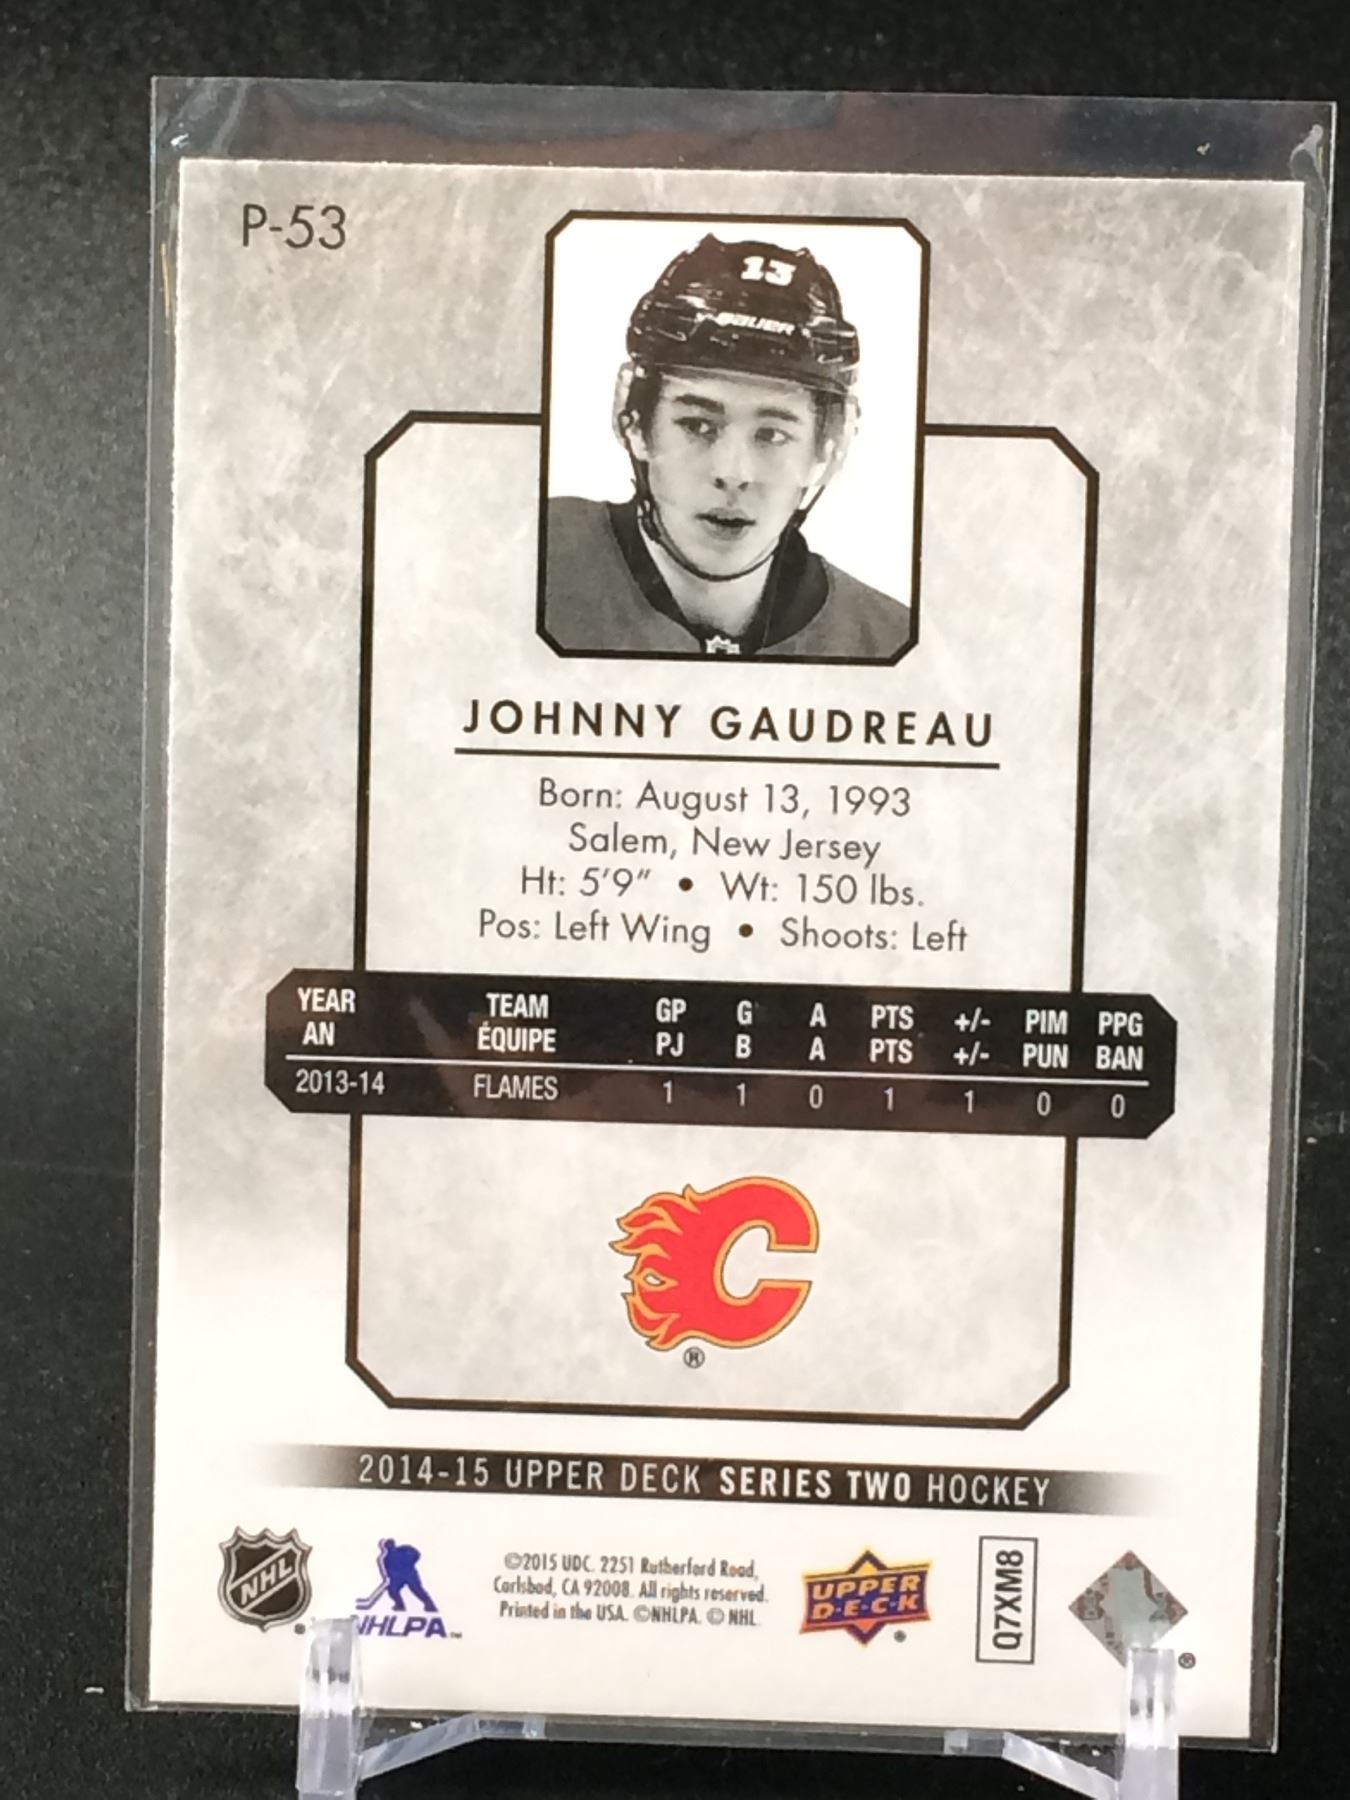 P-53
13
BAUER
JOHNNY GAUDREAU
Born: August 13, 1993
Salem, New Jersey
Ht: 5'9" • Wt: 150 lbs.
Pos: Left Wing • Shoots: Left
YEAR TEAM GP G A PTS +/- PIM PPG
AN ÉQUIPE PJ B A PTS +/- PUN BAN
2013-14 FLAMES 1 1 0 1 1 0 0
C
®
2014-15 UPPER DECK SERIES TWO HOCKEY
NHL
NHLPA™
©2015 UDC. 2251 Rutherford Road,
Carlsbad, CA 92008. All rights reserved.
Printed in the USA. ©NHLPA. © NHL.
UPPER
D·E·C·K
®
Q7XM8
®